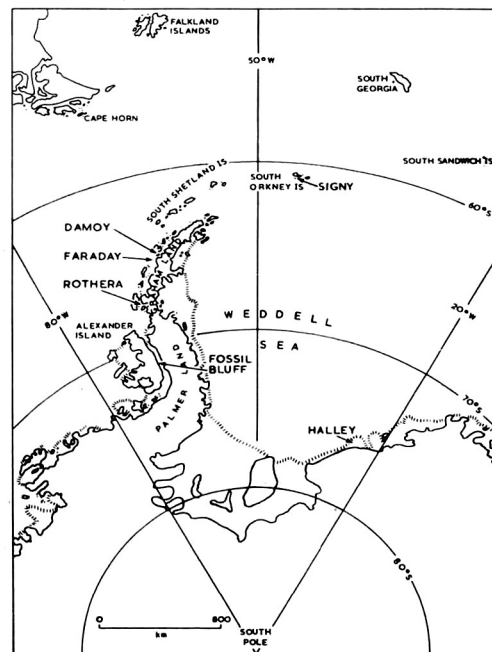 FALKLAND
ISLANDS
50°W
SOUTH
GEORGIA
CAPE HORN
SOUTH SANDWICH IS
SOUTH SHETLAND IS
SOUTH
ORKNEY IS
SIGNY
60°S
DAMOY
FARADAY
GRAHAM LAND
ROTHERA
80°W
20°W
WEDDELL
SEA
ALEXANDER
Island
FOSSIL
BLUFF
PALMER LAND
70°S
HALLEY
80°S
0
800
km
SOUTH
POLE